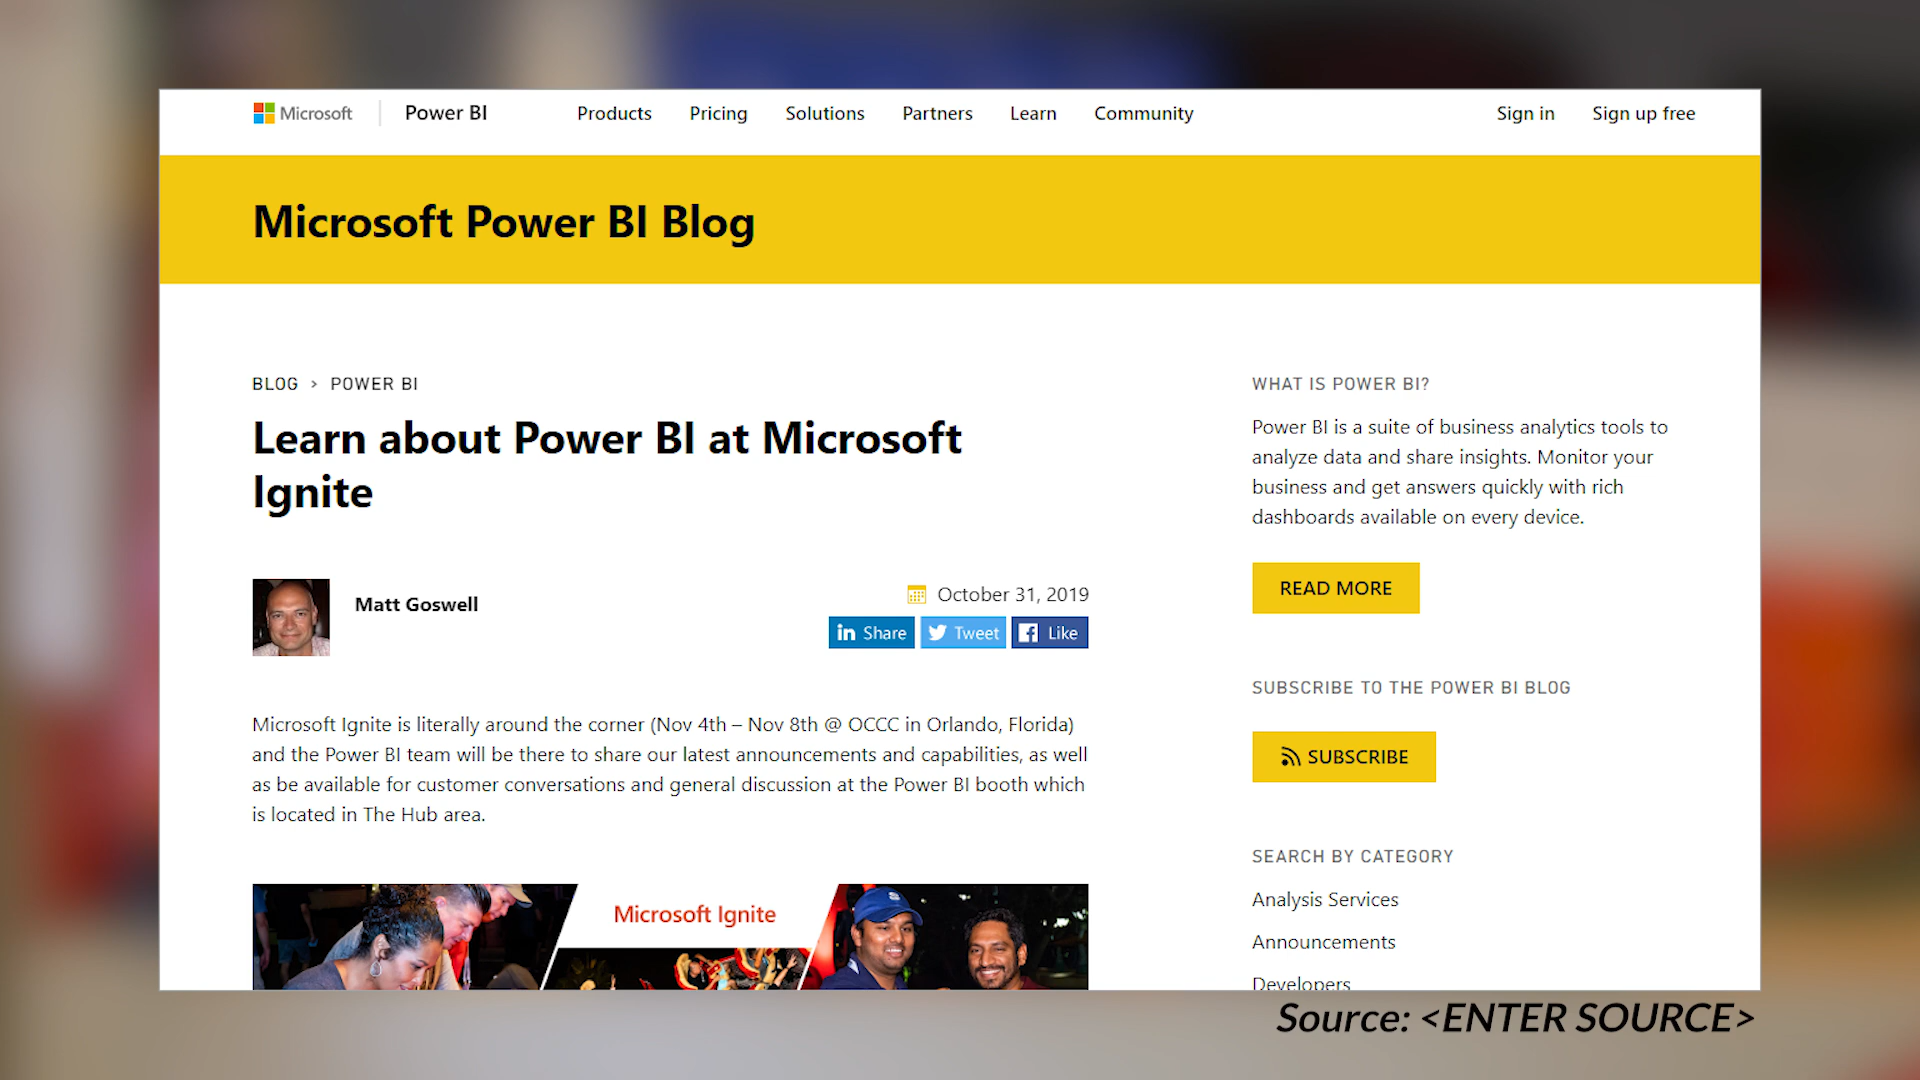 Microsoft | Power BI Products Pricing Solutions Partners Learn Community Sign in Sign up free
Microsoft Power BI Blog
BLOG > POWER BI
Learn about Power BI at Microsoft
Ignite
Matt Goswell
October 31, 2019
in Share Tweet Like
Microsoft Ignite is literally around the corner (Nov 4th – Nov 8th @ OCCC in Orlando, Florida)
and the Power BI team will be there to share our latest announcements and capabilities, as well
as be available for customer conversations and general discussion at the Power BI booth which
is located in The Hub area.
Microsoft Ignite
WHAT IS POWER BI?
Power BI is a suite of business analytics tools to
analyze data and share insights. Monitor your
business and get answers quickly with rich
dashboards available on every device.
READ MORE
SUBSCRIBE TO THE POWER BI BLOG
SUBSCRIBE
SEARCH BY CATEGORY
Analysis Services
Announcements
Developers
Source: <ENTER SOURCE>